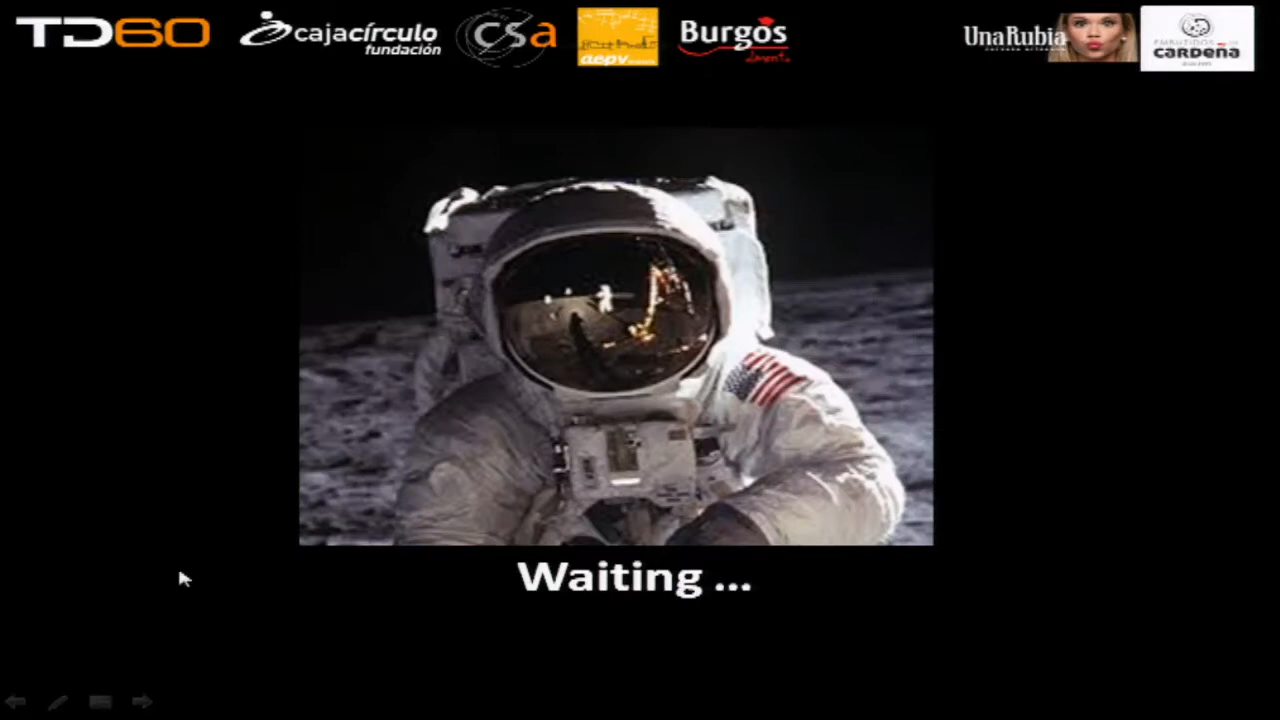 TD60
cajacírculo
fundación
csa
aepv
Burgos
UnaRubia
CARDEÑA
Waiting ...